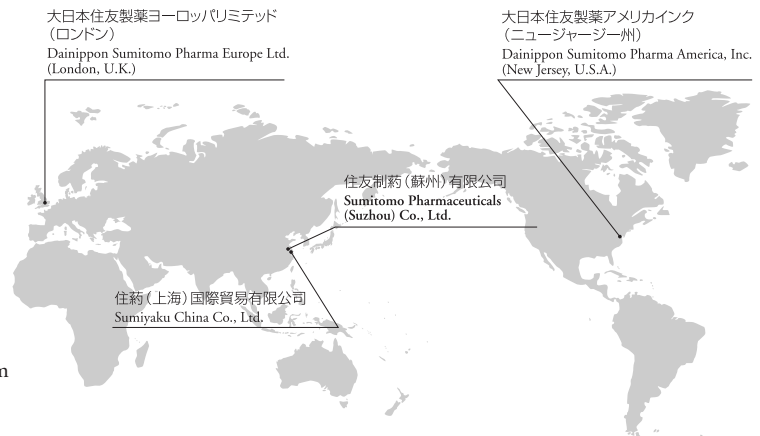 大日本住友製薬ヨーロッパリミテッド
（ロンドン）
Dainippon Sumitomo Pharma Europe Ltd.
(London, U.K.)
大日本住友製薬アメリカインク
（ニュージャージー州）
Dainippon Sumitomo Pharma America, Inc.
(New Jersey, U.S.A.)
住友制葯（蘇州）有限公司
Sumitomo Pharmaceuticals
(Suzhou) Co., Ltd.
住葯（上海）国際貿易有限公司
Sumiyaku China Co., Ltd.